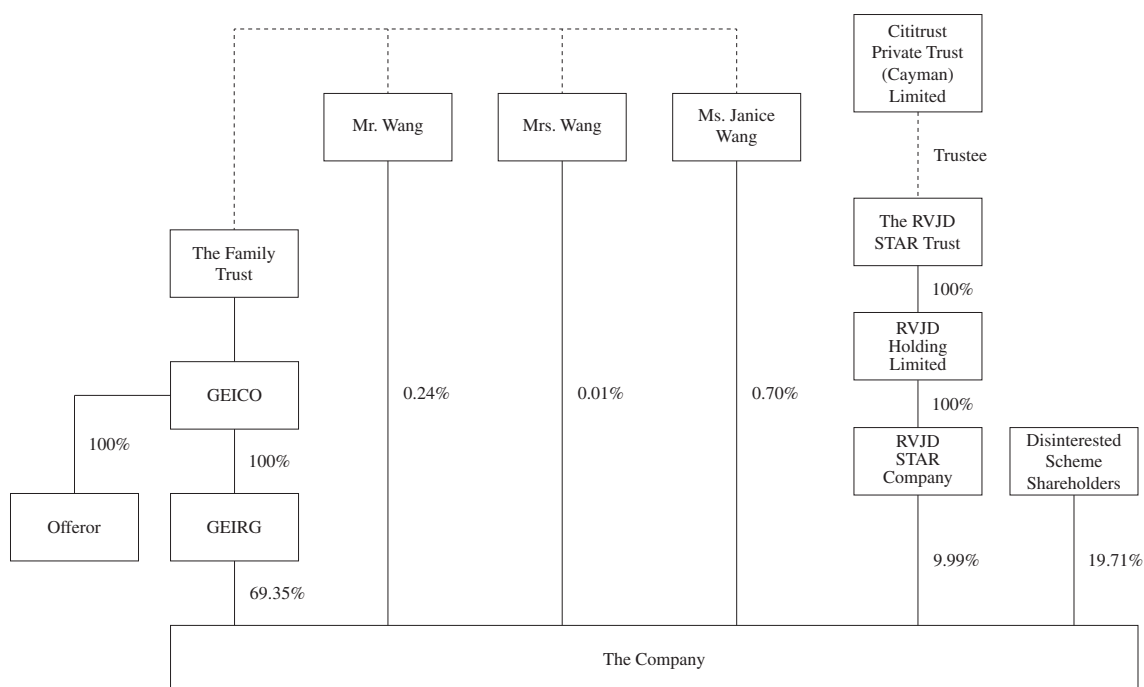 Cititrust
Private Trust
(Cayman)
Limited
Mr. Wang
Mrs. Wang
Ms. Janice
Wang
Trustee
The RVJD
STAR Trust
The Family
Trust
100%
RVJD
Holding
Limited
GEICO
0.24%
0.01%
0.70%
100%
100%
100%
RVJD
STAR
Company
Disinterested
Scheme
Shareholders
Offeror
GEIRG
69.35%
9.99%
19.71%
The Company